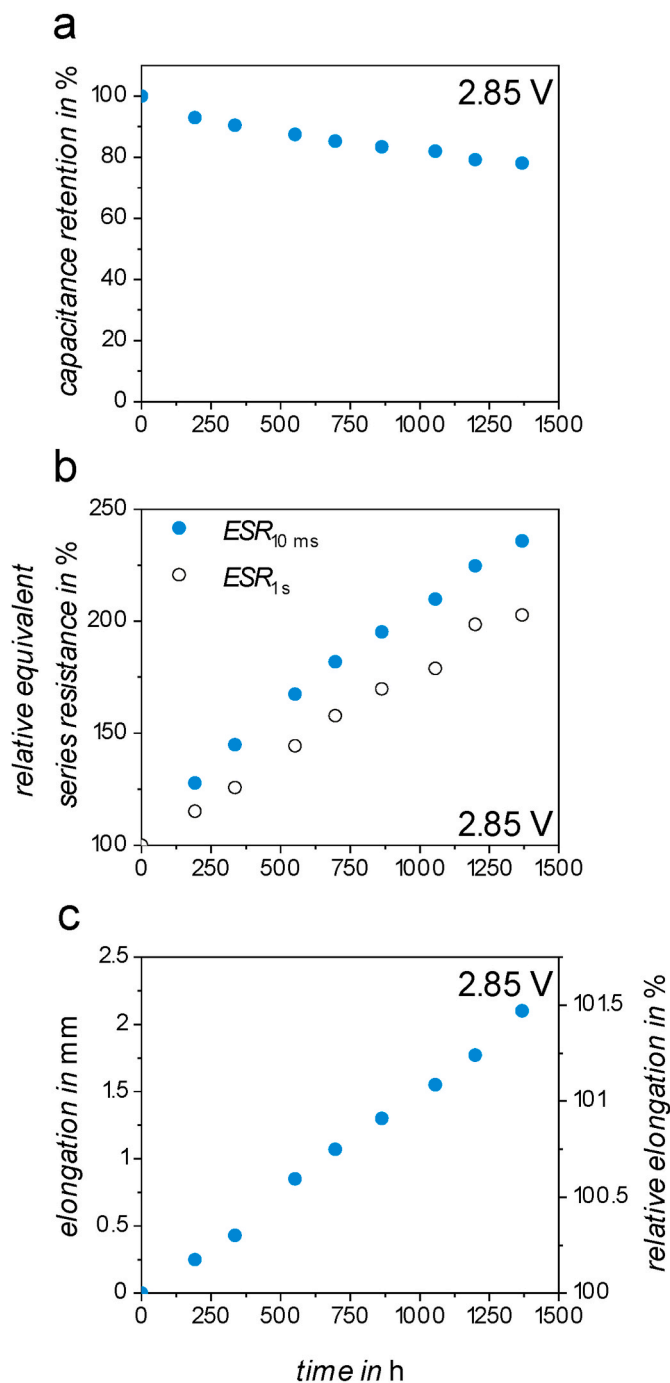 a
2.85 V
capacitance retention in %
100
80
60
40
20
0
0 250 500 750 1000 1250 1500
b
relative equivalent
series resistance in %
250
200
150
100
ESR10 ms
ESR1s
2.85 V
0 250 500 750 1000 1250 1500
c
2.85 V
elongation in mm
2.5
2
1.5
1
0.5
0
relative elongation in %
101.5
101
100.5
100
0 250 500 750 1000 1250 1500
time in h